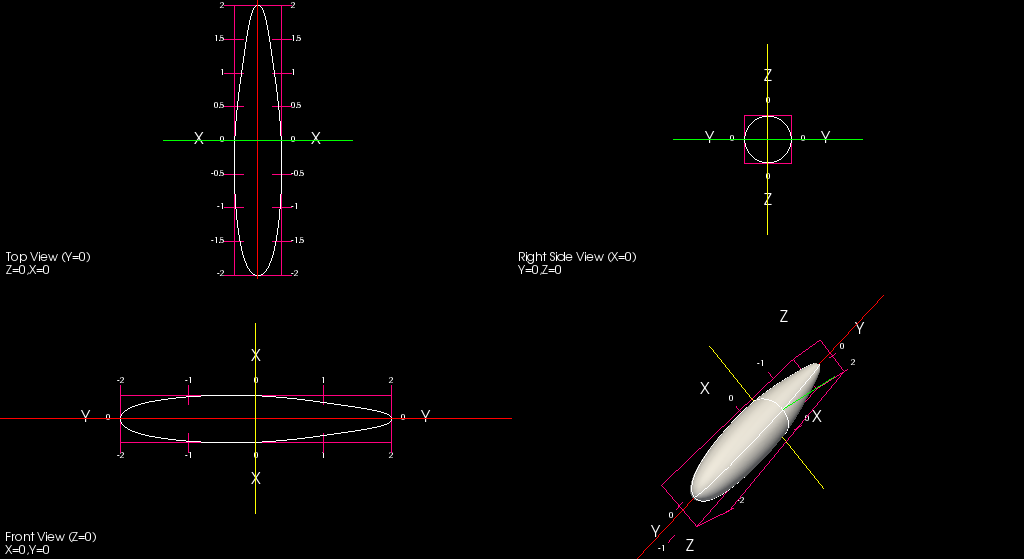 2 2
1.5 1.5
1 1
0.5 0.5
X 0 0 X
-0.5 -0.5
-1 -1
-1.5 -1.5
-2 -2
Top View (Y=0)
Z=0,X=0
Z
0
Y 0 0 Y
0
Z
Right Side View (X=0)
Y=0,Z=0
X
-2 -1 0 1 2
Y 0 0 Y
-2 -1 0 1 2
X
Front View (Z=0)
X=0,Y=0
Z
Y
0
-1 2
X 0
0 X
-2
0
Y
-1 Z